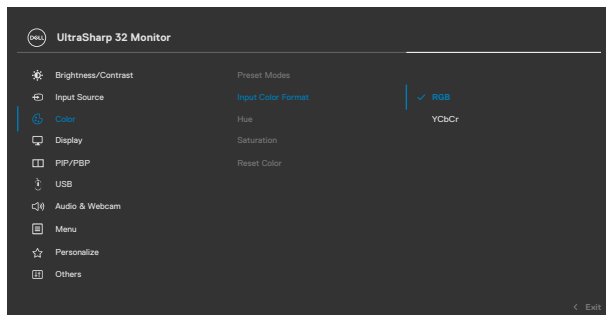 DELL UltraSharp 32 Monitor
Brightness/Contrast Preset Modes
Input Source Input Color Format RGB
Color Hue YCbCr
Display Saturation
PIP/PBP Reset Color
USB
Audio & Webcam
Menu
Personalize
Others
< Exit